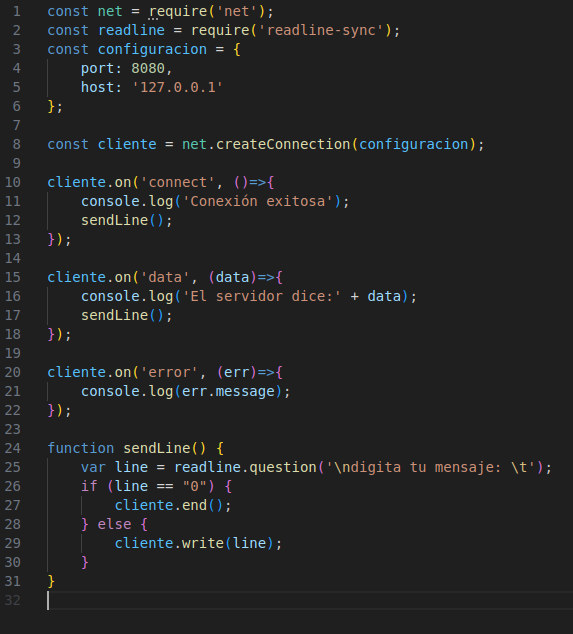 1 const net = require('net');
2 const readline = require('readline-sync');
3 const configuracion = {
4     port: 8080,
5     host: '127.0.0.1'
6 };
7
8 const cliente = net.createConnection(configuracion);
9
10 cliente.on('connect', ()=>{
11     console.log('Conexión exitosa');
12     sendLine();
13 });
14
15 cliente.on('data', (data)=>{
16     console.log('El servidor dice:' + data);
17     sendLine();
18 });
19
20 cliente.on('error', (err)=>{
21     console.log(err.message);
22 });
23
24 function sendLine() {
25     var line = readline.question('\ndigita tu mensaje: \t');
26     if (line == "0") {
27         cliente.end();
28     } else {
29         cliente.write(line);
30     }
31 }
32